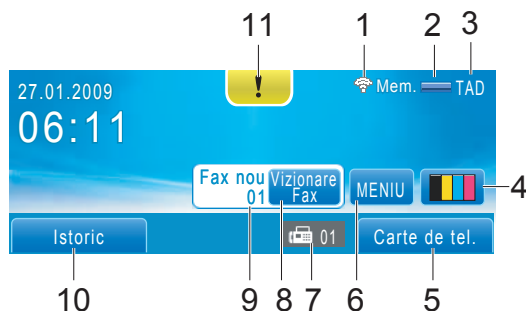 11 1 2 3
27.01.2009 ! Mem. TAD
06:11
Fax nou Vizionare
01 Fax MENIU 4
Istoric 01 Carte de tel.
10 9 8 7 6 5